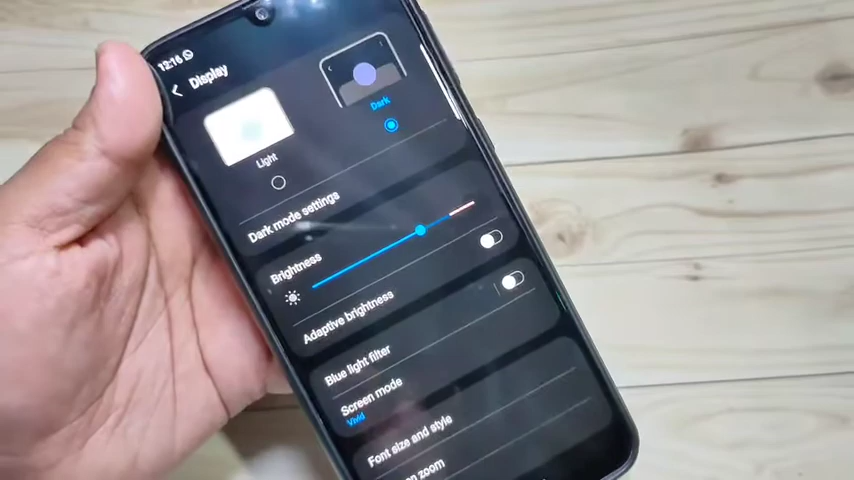 12:16
Display
Light
Dark
Dark mode settings
Brightness
Adaptive brightness
Blue light filter
Screen mode
Vivid
Font size and style
zoom